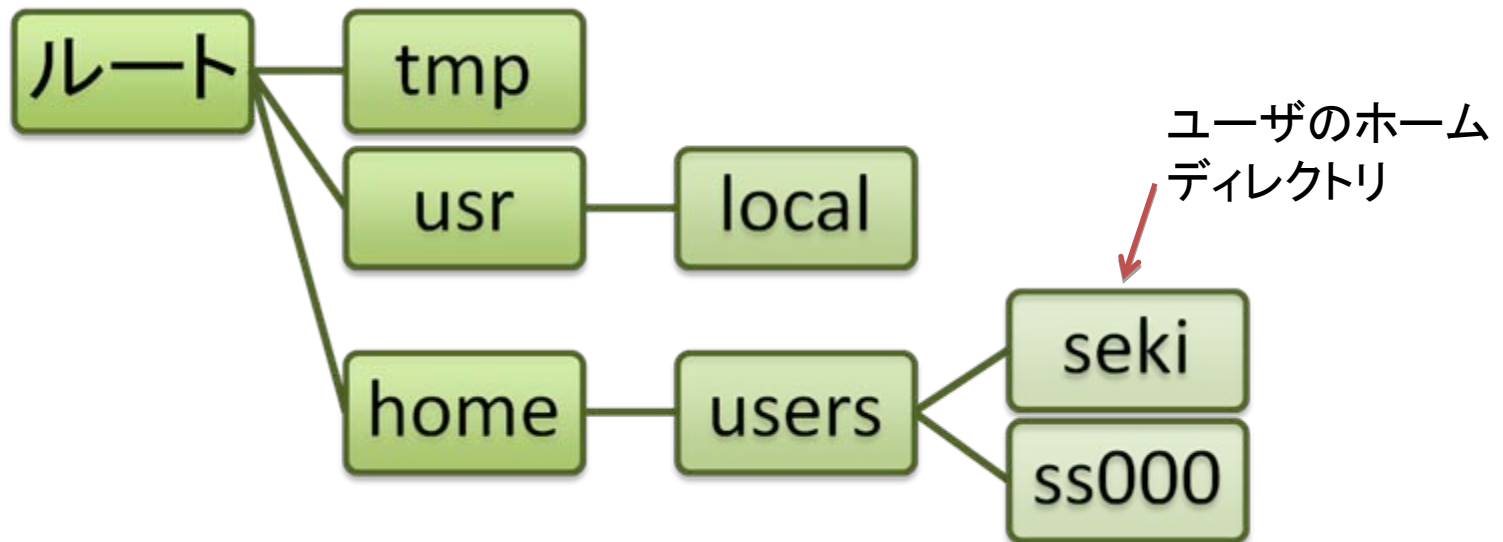 ルート
tmp
usr
local
ユーザのホーム
ディレクトリ
home
users
seki
ss000